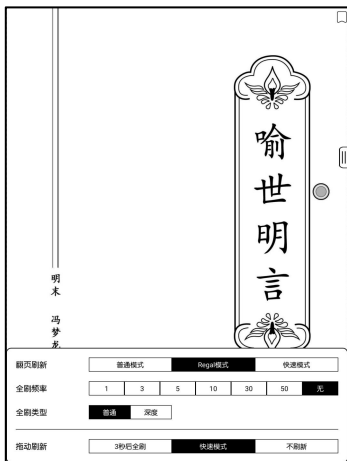 喻世明言
明末 冯梦龙
翻页刷新 普通模式 Regal模式 快速模式
全刷频率 1 3 5 10 30 50 无
全刷类型 普通 深度
拖动刷新 3秒后全刷 快速模式 不刷新